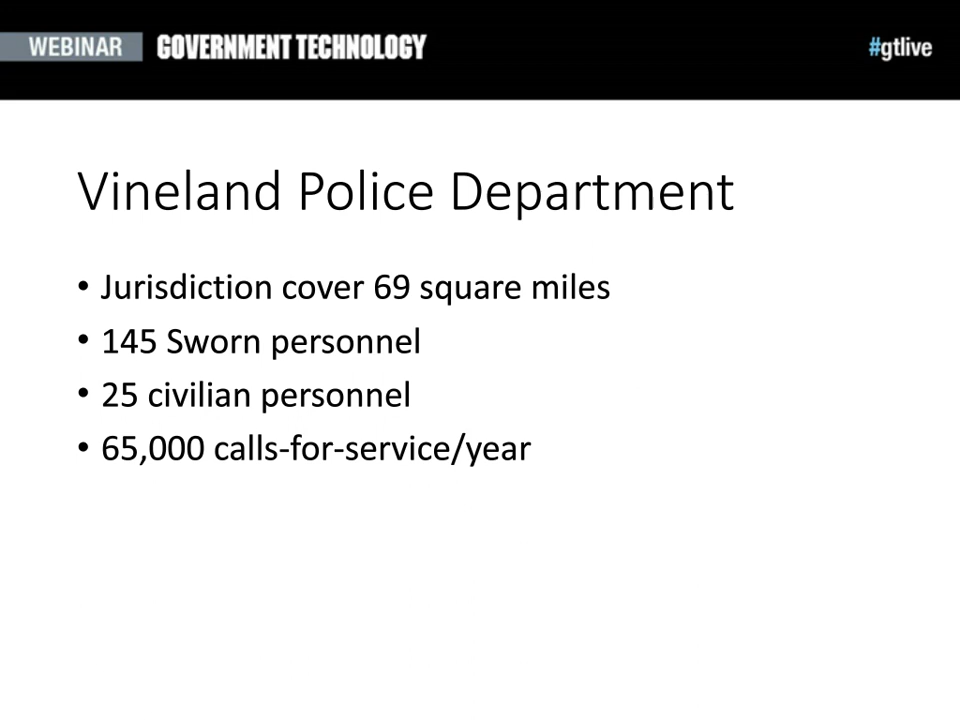 WEBINAR GOVERNMENT TECHNOLOGY #gtlive
Vineland Police Department
• Jurisdiction cover 69 square miles
• 145 Sworn personnel
• 25 civilian personnel
• 65,000 calls-for-service/year